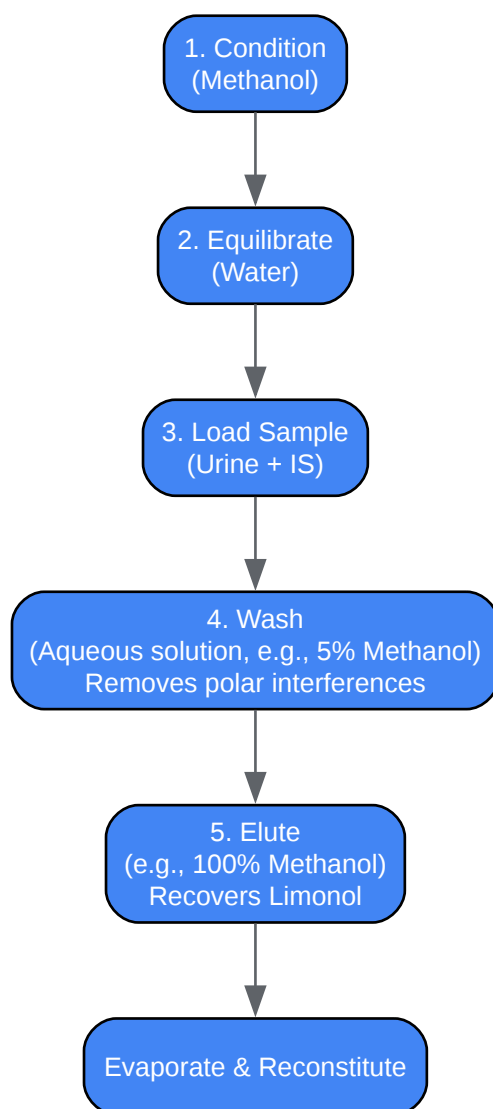 1. Condition
(Methanol)
2. Equilibrate
(Water)
3. Load Sample
(Urine + IS)
4. Wash
(Aqueous solution, e.g., 5% Methanol)
Removes polar interferences
5. Elute
(e.g., 100% Methanol)
Recovers Limonol
Evaporate & Reconstitute